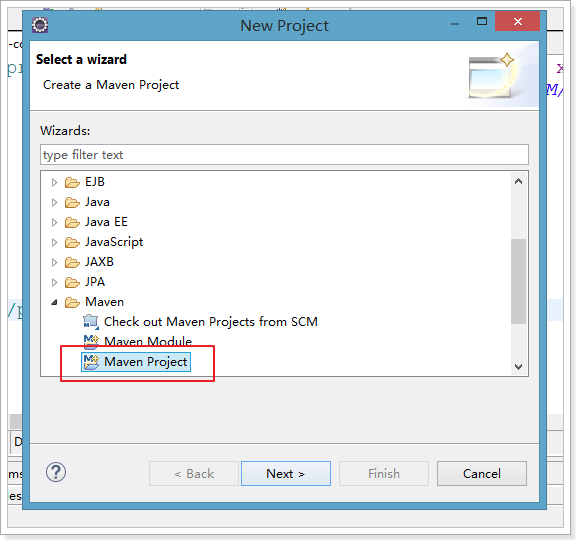 New Project
Select a wizard
Create a Maven Project
Wizards:
type filter text
EJB
Java
Java EE
JavaScript
JAXB
JPA
Maven
Check out Maven Projects from SCM
Maven Module
Maven Project
< Back
Next >
Finish
Cancel